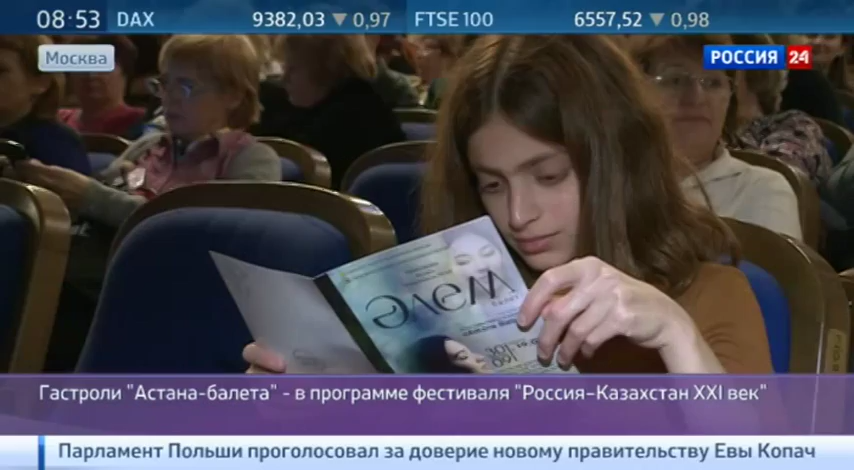 08:53 DAX 9382,03 ▼ 0,97 FTSE 100 6557,52 ▼ 0,98
Москва
РОССИЯ 24
Гастроли "Астана-балета" - в программе фестиваля "Россия-Казахстан XXI век"
Парламент Польши проголосовал за доверие новому правительству Евы Копач